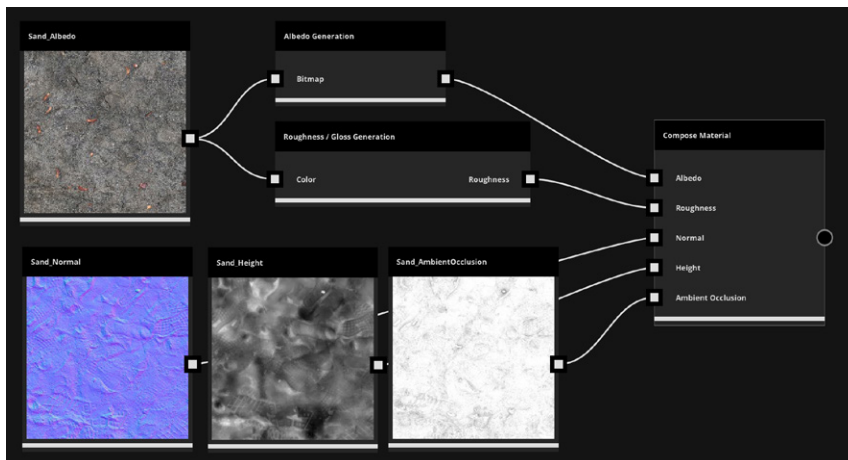 Sand_Albedo
Albedo Generation
Bitmap
Roughness / Gloss Generation
Color
Roughness
Compose Material
Albedo
Roughness
Normal
Height
Ambient Occlusion
Sand_Normal
Sand_Height
Sand_AmbientOcclusion